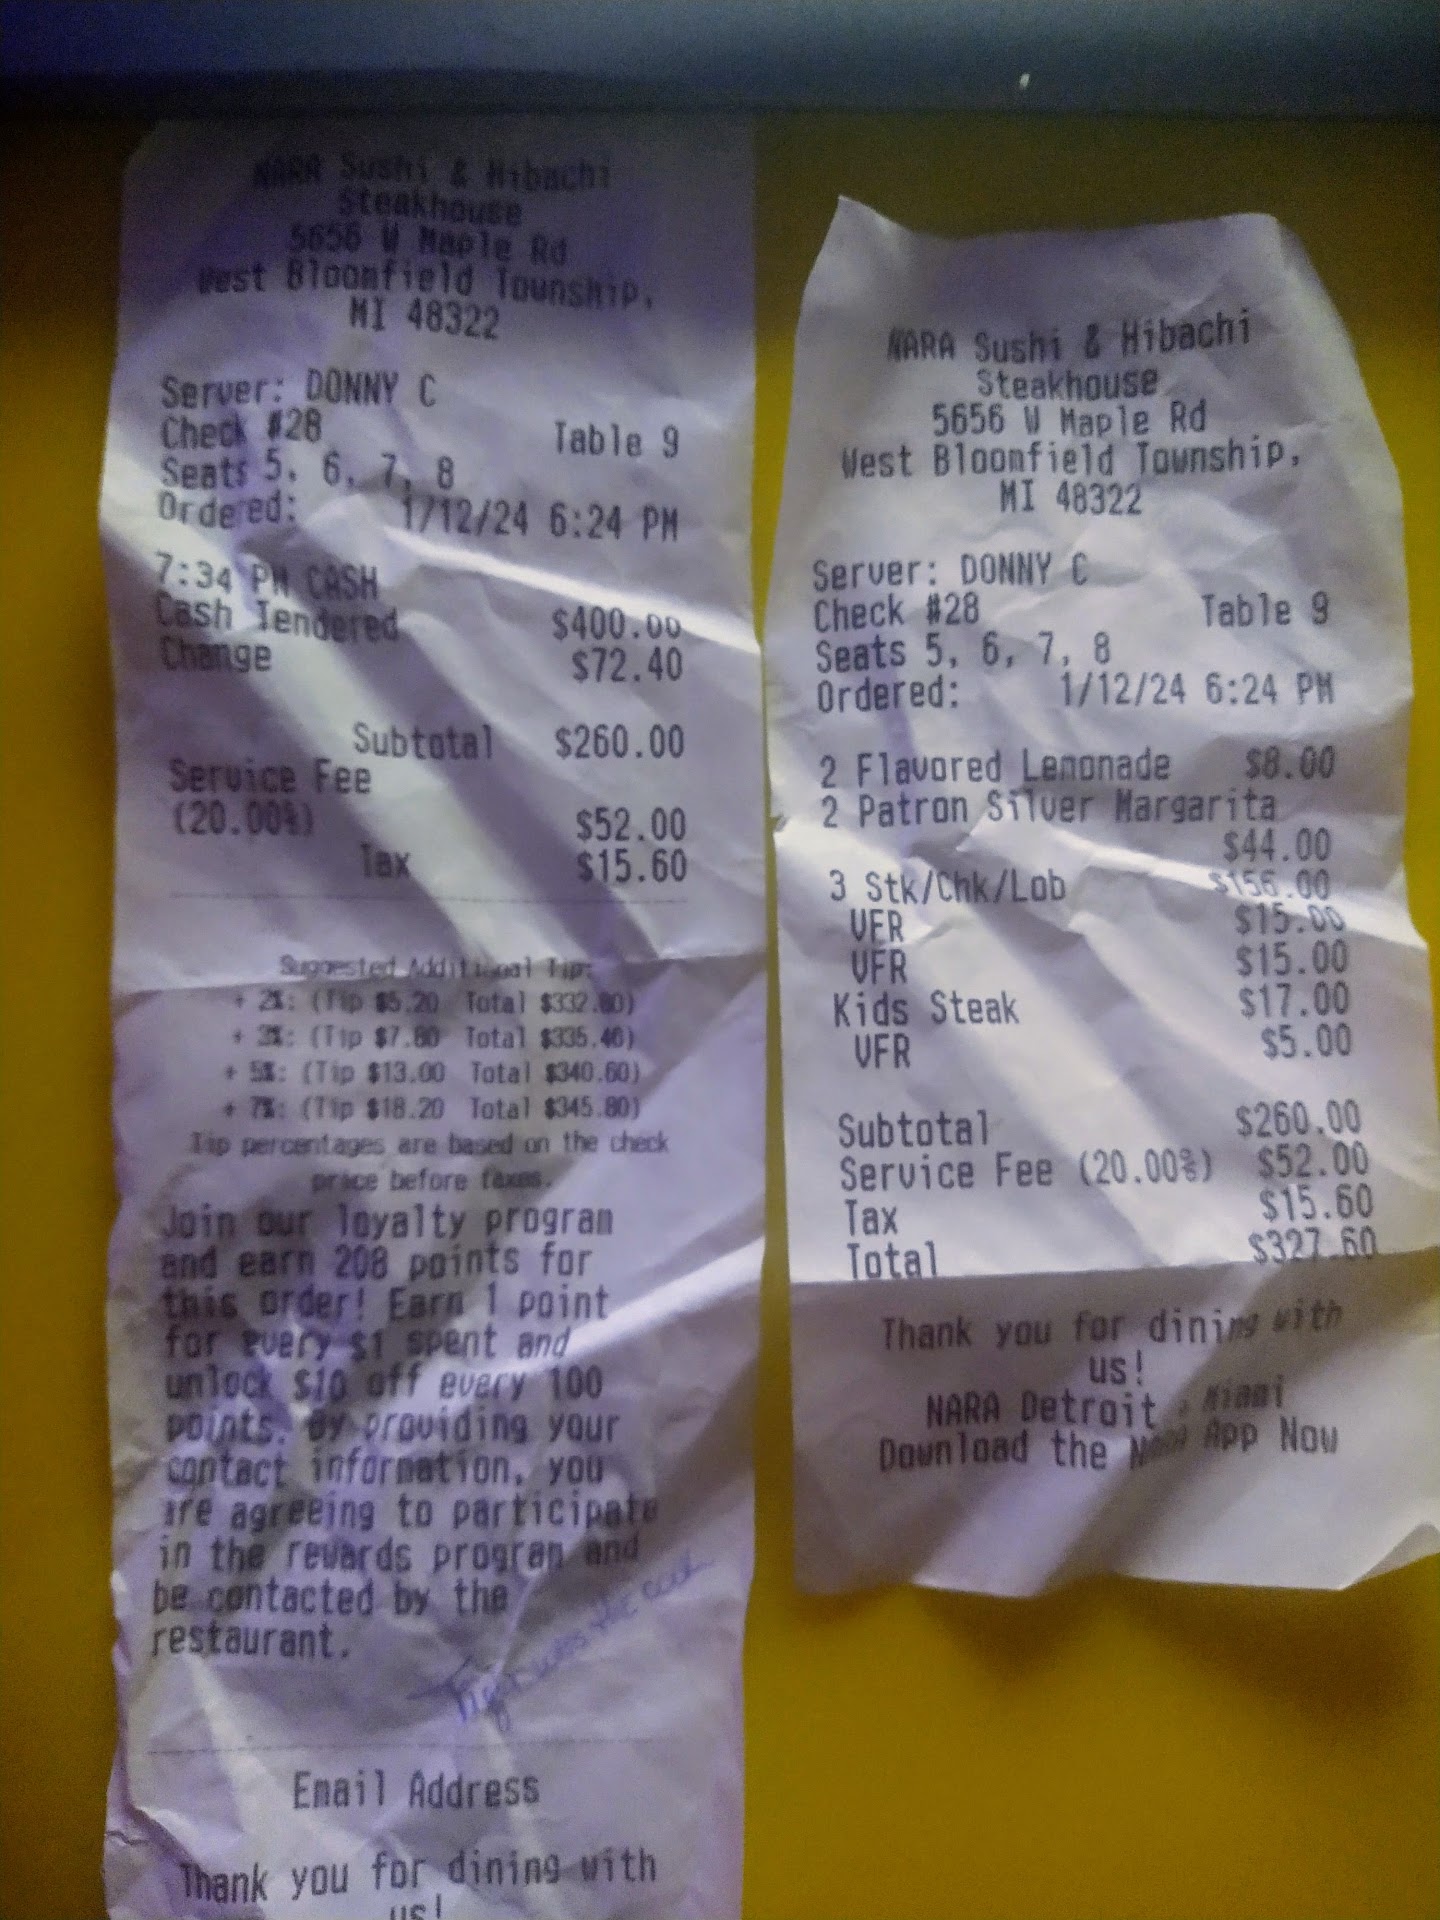 NARA Sushi & Hibachi
Steakhouse
5656 W Maple Rd
West Bloomfield Township,
MI 48322
Server: DONNY C
Check #28 Table 9
Seats 5, 6, 7, 8
Ordered: 1/12/24 6:24 PM
7:34 PM CASH
Cash Tendered $400.00
Change $72.40
Subtotal $260.00
Service Fee
(20.00%) $52.00
Tax $15.60
Suggested Additional Tip:
+ 2%: (Tip $5.20 Total $332.80)
+ 3%: (Tip $7.80 Total $335.40)
+ 5%: (Tip $13.00 Total $340.60)
+ 7%: (Tip $18.20 Total $345.80)
Tip percentages are based on the check
price before taxes.
Join our loyalty program
and earn 208 points for
this order! Earn 1 point
for every $1 spent and
unlock $10 off every 100
points. By providing your
contact information, you
are agreeing to participate
in the rewards program and
be contacted by the
restaurant.
was the
Email Address
Thank you for dining with
us!
NARA Sushi & Hibachi
Steakhouse
5656 W Maple Rd
West Bloomfield Township,
MI 48322
Server: DONNY C
Check #28 Table 9
Seats 5, 6, 7, 8
Ordered: 1/12/24 6:24 PM
2 Flavored Lemonade $8.00
2 Patron Silver Margarita
$44.00
3 Stk/Chk/Lob $156.00
VFR $15.00
VFR $15.00
Kids Steak $17.00
VFR $5.00
Subtotal $260.00
Service Fee (20.00%) $52.00
Tax $15.60
Total $327.60
Thank you for dining with
us!
NARA Detroit , Miami
Download the App Now